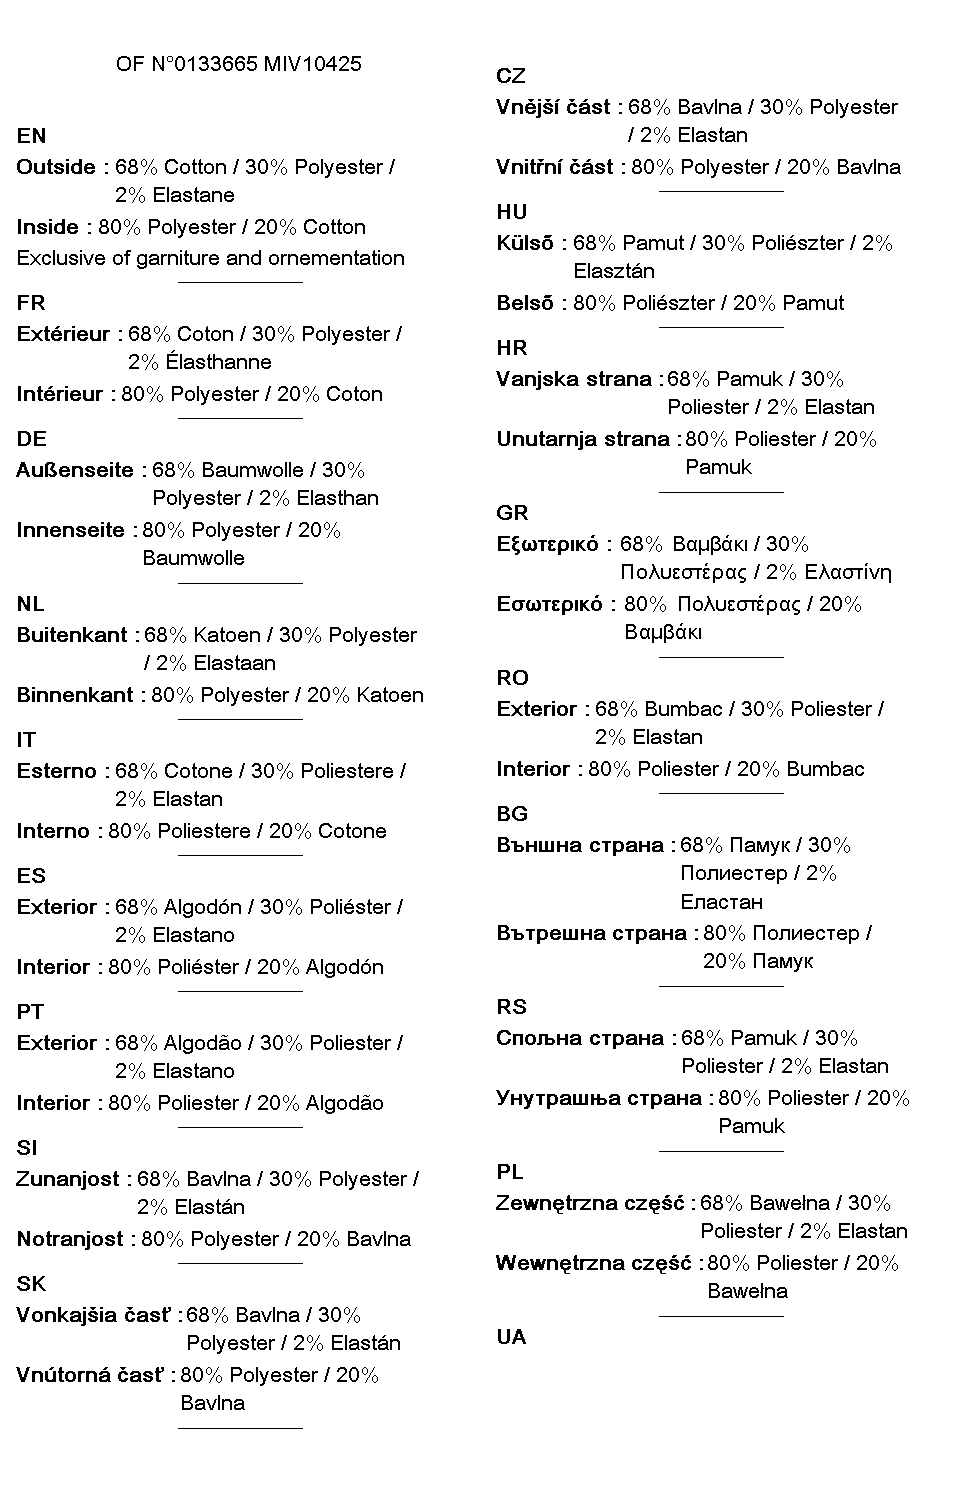 OF N°0133665 MIV10425
EN
Outside : 68% Cotton / 30% Polyester /
2% Elastane
Inside : 80% Polyester / 20% Cotton
Exclusive of garniture and ornementation
FR
Extérieur : 68% Coton / 30% Polyester /
2% Élasthanne
Intérieur : 80% Polyester / 20% Coton
DE
Außenseite : 68% Baumwolle / 30%
Polyester / 2% Elasthan
Innenseite : 80% Polyester / 20%
Baumwolle
NL
Buitenkant : 68% Katoen / 30% Polyester
/ 2% Elastaan
Binnenkant : 80% Polyester / 20% Katoen
IT
Esterno : 68% Cotone / 30% Poliestere /
2% Elastan
Interno : 80% Poliestere / 20% Cotone
ES
Exterior : 68% Algodón / 30% Poliéster /
2% Elastano
Interior : 80% Poliéster / 20% Algodón
PT
Exterior : 68% Algodão / 30% Poliester /
2% Elastano
Interior : 80% Poliester / 20% Algodão
SI
Zunanjost : 68% Bavlna / 30% Polyester /
2% Elastán
Notranjost : 80% Polyester / 20% Bavlna
SK
Vonkajšia časť : 68% Bavlna / 30%
Polyester / 2% Elastán
Vnútorná časť : 80% Polyester / 20%
Bavlna
CZ
Vnější část : 68% Bavlna / 30% Polyester
/ 2% Elastan
Vnitřní část : 80% Polyester / 20% Bavlna
HU
Külső : 68% Pamut / 30% Poliészter / 2%
Elasztán
Belső : 80% Poliészter / 20% Pamut
HR
Vanjska strana : 68% Pamuk / 30%
Poliester / 2% Elastan
Unutarnja strana : 80% Poliester / 20%
Pamuk
GR
Εξωτερικό : 68% Βαμβάκι / 30%
Πολυεστέρας / 2% Ελαστίνη
Εσωτερικό : 80% Πολυεστέρας / 20%
Βαμβάκι
RO
Exterior : 68% Bumbac / 30% Poliester /
2% Elastan
Interior : 80% Poliester / 20% Bumbac
BG
Външна страна : 68% Памук / 30%
Полиестер / 2%
Еластан
Вътрешна страна : 80% Полиестер /
20% Памук
RS
Спољна страна : 68% Pamuk / 30%
Poliester / 2% Elastan
Унутрашња страна : 80% Poliester / 20%
Pamuk
PL
Zewnętrzna część : 68% Bawełna / 30%
Poliester / 2% Elastan
Wewnętrzna część : 80% Poliester / 20%
Bawełna
UA